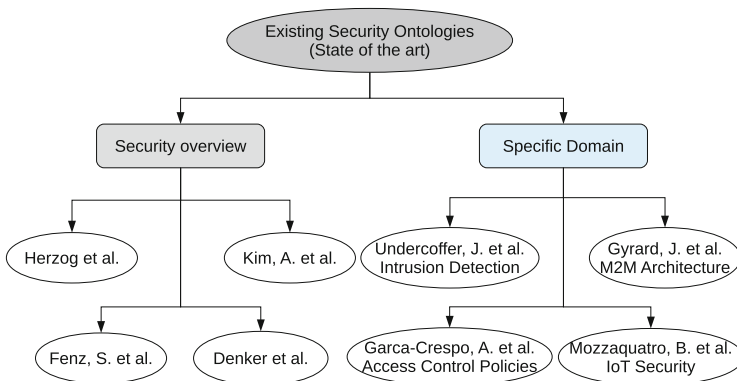 Existing Security Ontologies
(State of the art)
Security overview
Specific Domain
Herzog et al.
Kim, A. et al.
Undercoffer, J. et al.
Intrusion Detection
Gyrard, J. et al.
M2M Architecture
Fenz, S. et al.
Denker et al.
Garca-Crespo, A. et al.
Access Control Policies
Mozzaquatro, B. et al.
IoT Security